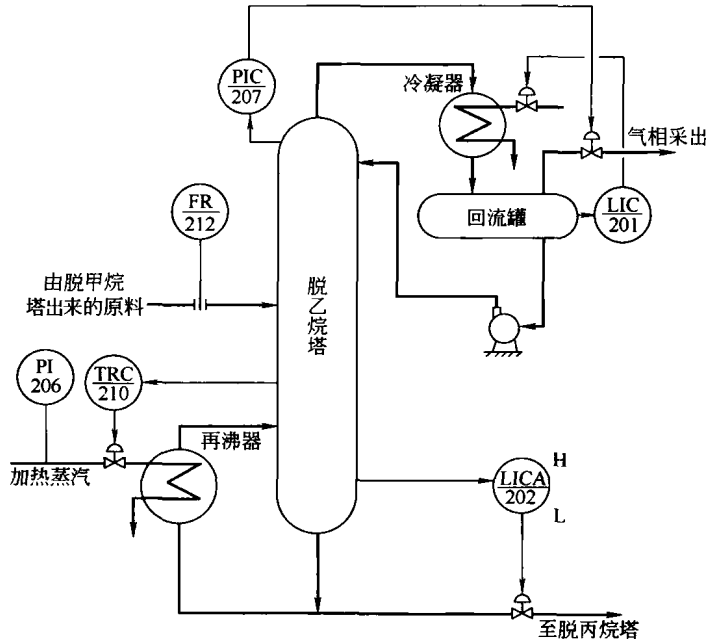 PIC
207
冷凝器
气相采出
FR
212
回流罐
LIC
201
由脱甲烷
塔出来的原料
脱乙烷塔
PI
206
TRC
210
再沸器
加热蒸汽
H
LICA
202
L
至脱丙烷塔